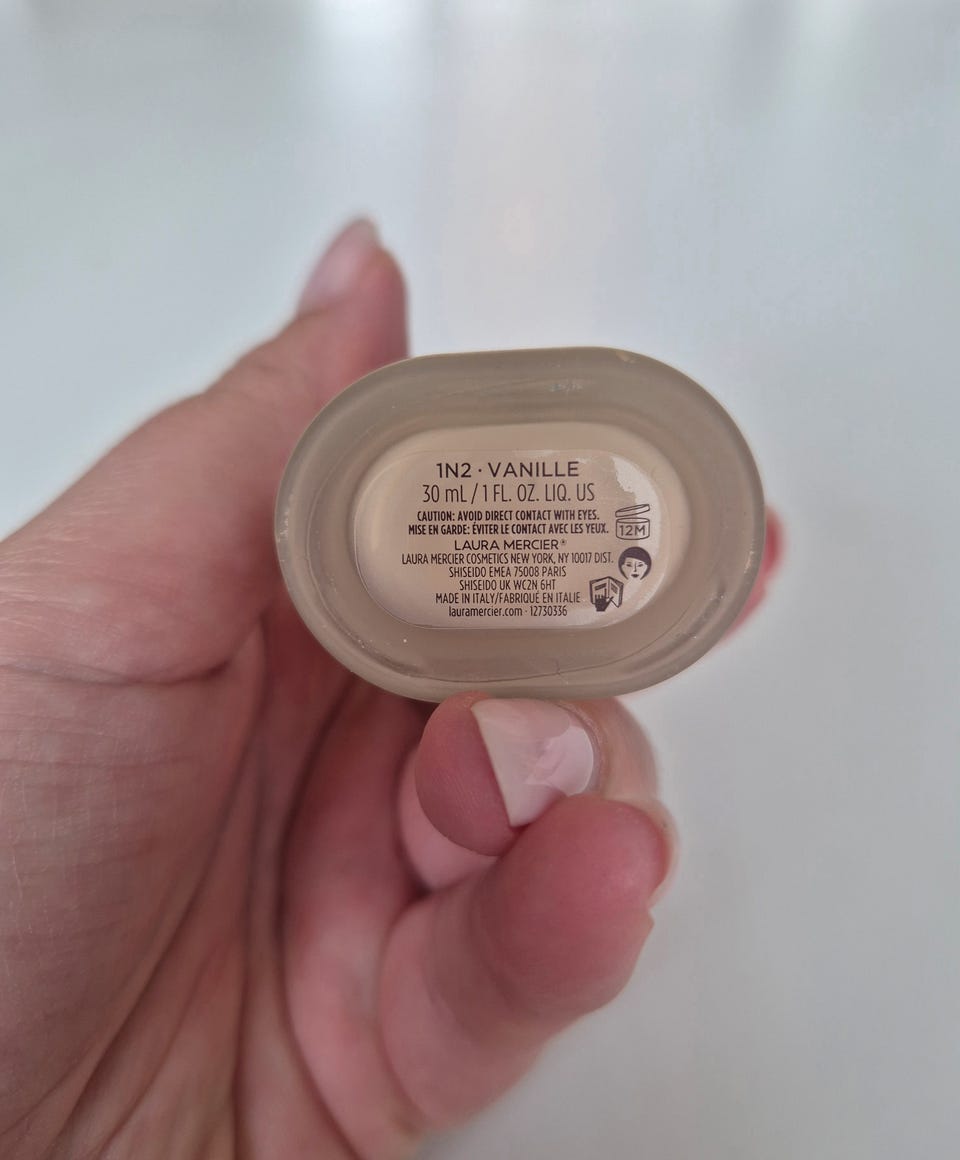 1N2 · VANILLE
30 mL / 1 FL. OZ. LIQ. US
CAUTION: AVOID DIRECT CONTACT WITH EYES.
MISE EN GARDE: ÉVITER LE CONTACT AVEC LES YEUX.
12M
LAURA MERCIER®
LAURA MERCIER COSMETICS NEW YORK, NY 10017 DIST.
SHISEIDO EMEA 75008 PARIS
SHISEIDO UK WC2N 6HT
MADE IN ITALY/FABRIQUÉ EN ITALIE
lauramercier.com · 12730336